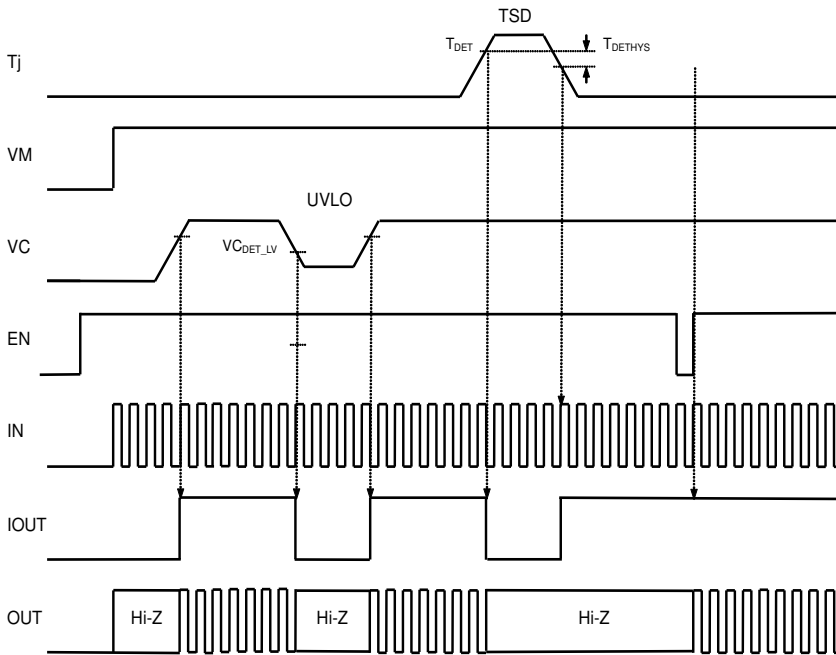 TSD
T_DET
T_DETHYS
Tj
VM
UVLO
VC
VC_DET_LV
EN
IN
IOUT
OUT
Hi-Z
Hi-Z
Hi-Z